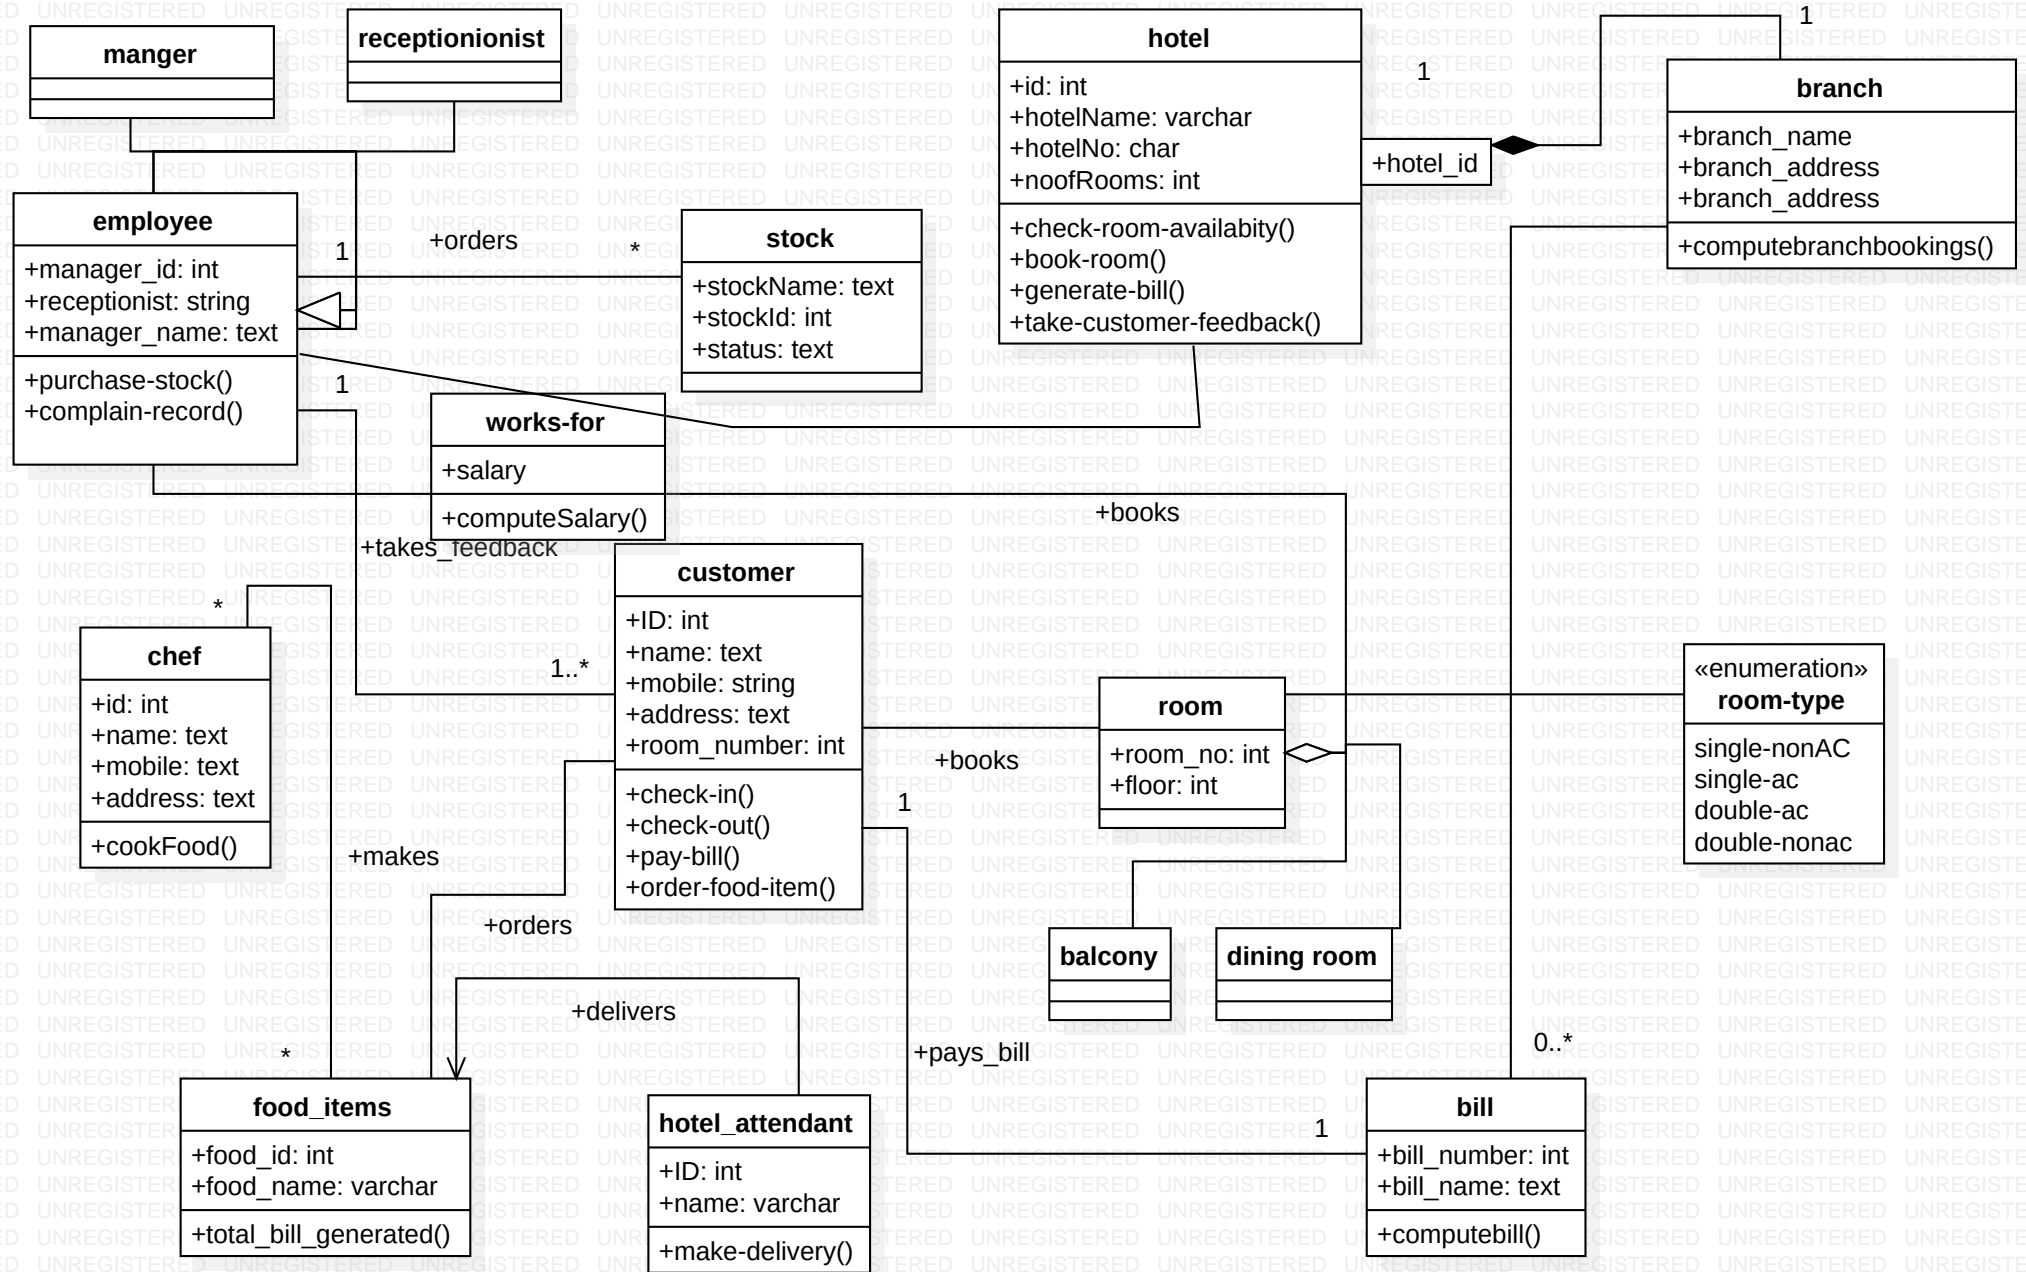 manger
receptionionist
hotel
+id: int
+hotelName: varchar
+hotelNo: char
+noofRooms: int
+check-room-availabity()
+book-room()
+generate-bill()
+take-customer-feedback()
1
+hotel_id
1
branch
+branch_name
+branch_address
+branch_address
+computebranchbookings()
employee
+manager_id: int
+receptionist: string
+manager_name: text
+purchase-stock()
+complain-record()
1
+orders
*
stock
+stockName: text
+stockId: int
+status: text
1
works-for
+salary
+computeSalary()
+books
+takes_feedback
1..*
customer
+ID: int
+name: text
+mobile: string
+address: text
+room_number: int
+check-in()
+check-out()
+pay-bill()
+order-food-item()
*
chef
+id: int
+name: text
+mobile: text
+address: text
+cookFood()
+makes
+orders
+books
1
room
+room_no: int
+floor: int
«enumeration»
room-type
single-nonAC
single-ac
double-ac
double-nonac
balcony
dining room
+delivers
+pays_bill
*
0..*
1
food_items
+food_id: int
+food_name: varchar
+total_bill_generated()
hotel_attendant
+ID: int
+name: varchar
+make-delivery()
bill
+bill_number: int
+bill_name: text
+computebill()
UNREGISTERED